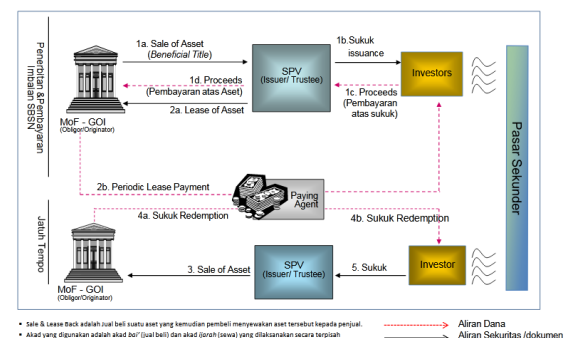 Penerbitan &Pembayaran
Imbalan SBSN
1a. Sale of Asset
(Beneficial Title)
1b.Sukuk
issuance
SPV
(Issuer/ Trustee)
Investors
1d. Proceeds
(Pembayaran atas Aset)
1c. Proceeds
(Pembayaran
atas sukuk)
2a. Lease of Asset
MoF - GOI
(Obligor/Originator)
Pasar Sekunder
2b. Periodic Lease Payment
Paying
Agent
4a. Sukuk Redemption
4b. Sukuk Redemption
Jatuh Tempo
3. Sale of Asset
SPV
(Issuer/ Trustee)
5. Sukuk
Investor
MoF - GOI
(Obligor/Originator)
• Sale & Lease Back adalah Jual beli suatu aset yang kemudian pembeli menyewakan aset tersebut kepada penjual.
• Akad yang digunakan adalah akad bai' (jual beli) dan akad ijarah (sewa) yang dilaksanakan secara terpisah
Aliran Dana
Aliran Sekuritas /dokumen